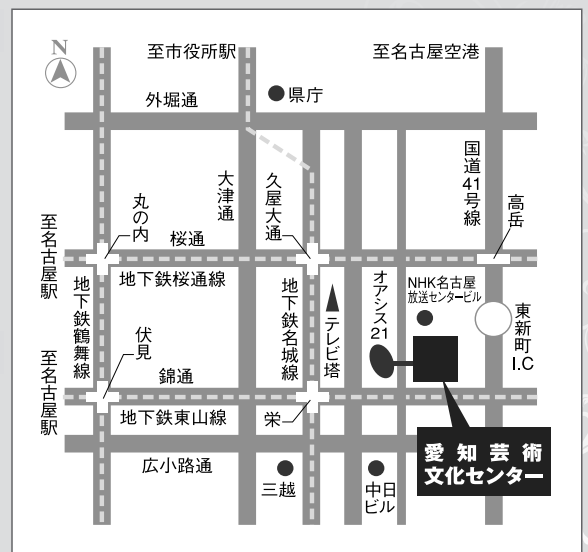 N
至市役所駅
至名古屋空港
県庁
外堀通
国道41号線
大津通
久屋大通
丸の内
高岳
至名古屋駅
桜通
地下鉄桜通線
地下鉄鶴舞線
地下鉄名城線
テレビ塔
オアシス21
NHK名古屋
放送センタービル
東新町
I.C
伏見
至名古屋駅
錦通
地下鉄東山線
栄
愛知芸術
文化センター
広小路通
三越
中日
ビル